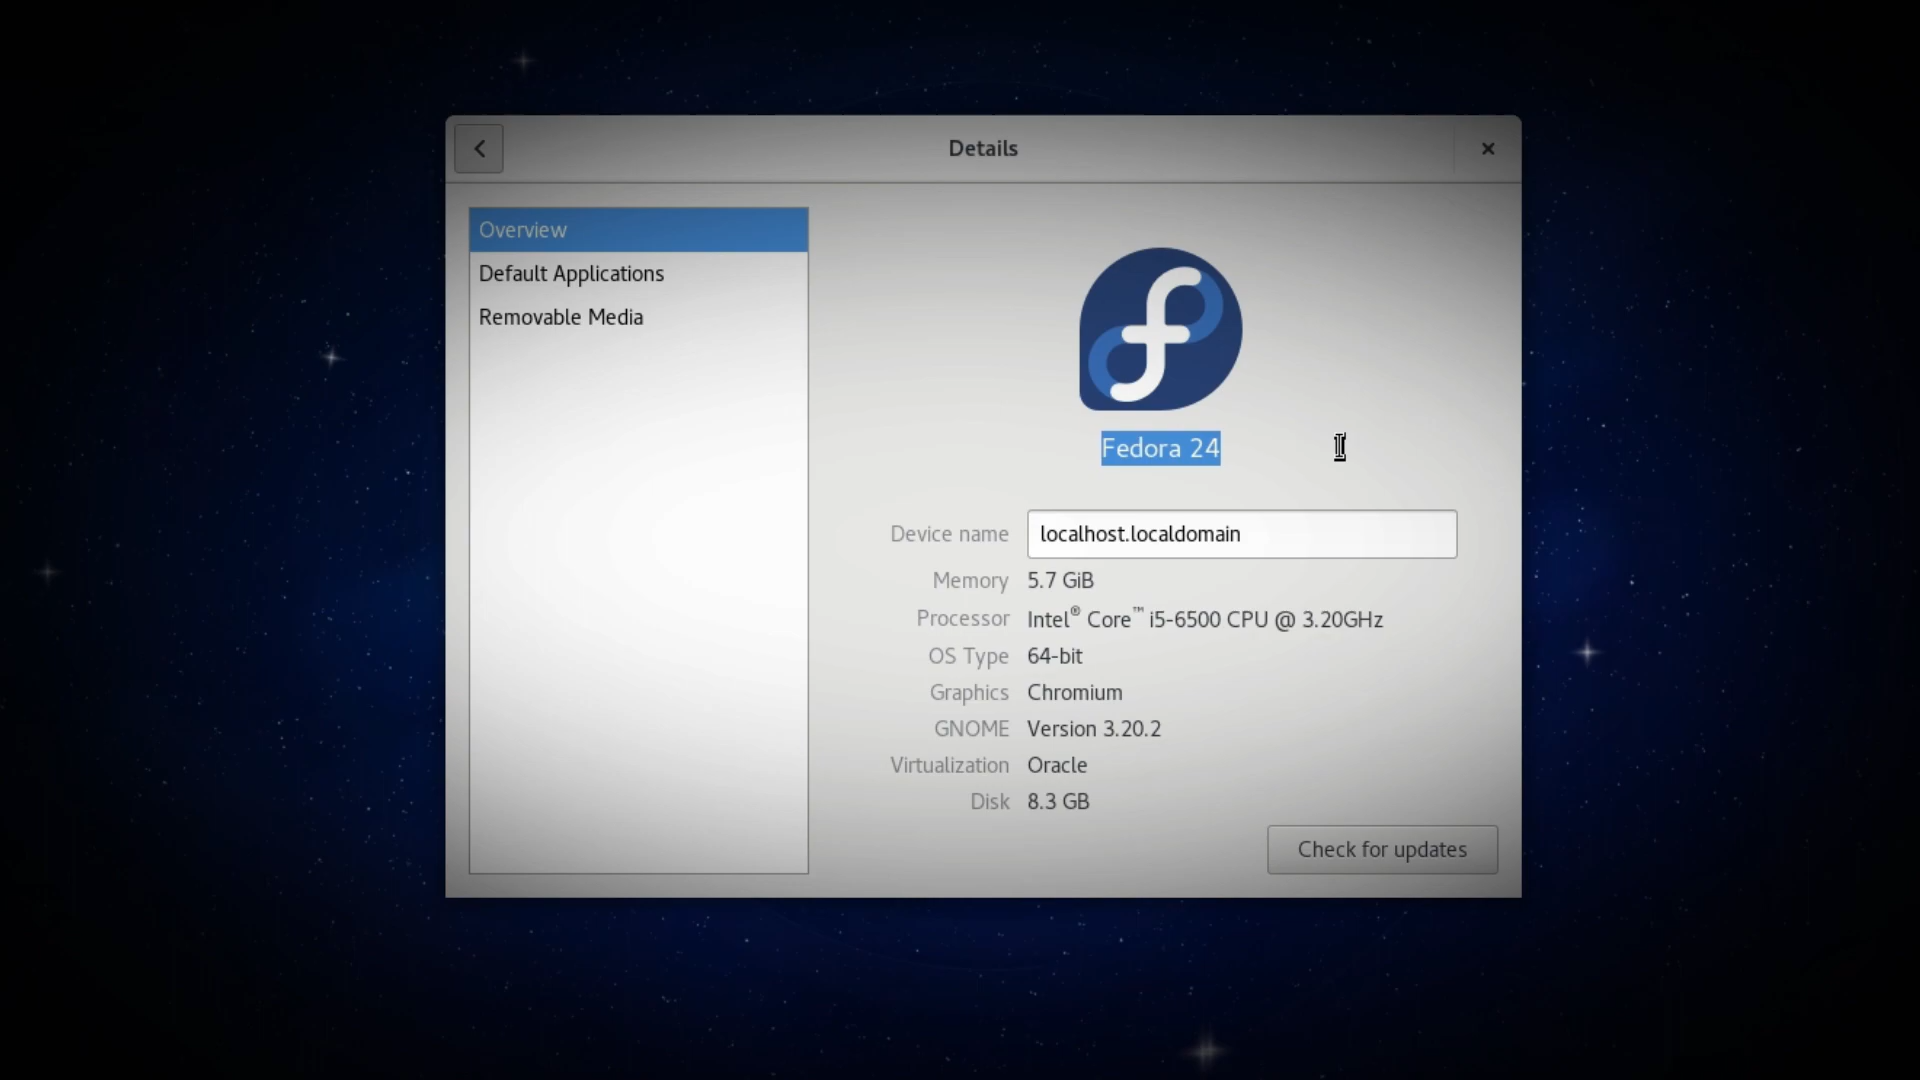 Details
Overview
Default Applications
Removable Media
Fedora 24
Device name localhost.localdomain
Memory 5.7 GiB
Processor Intel® Core™ i5-6500 CPU @ 3.20GHz
OS Type 64-bit
Graphics Chromium
GNOME Version 3.20.2
Virtualization Oracle
Disk 8.3 GB
Check for updates